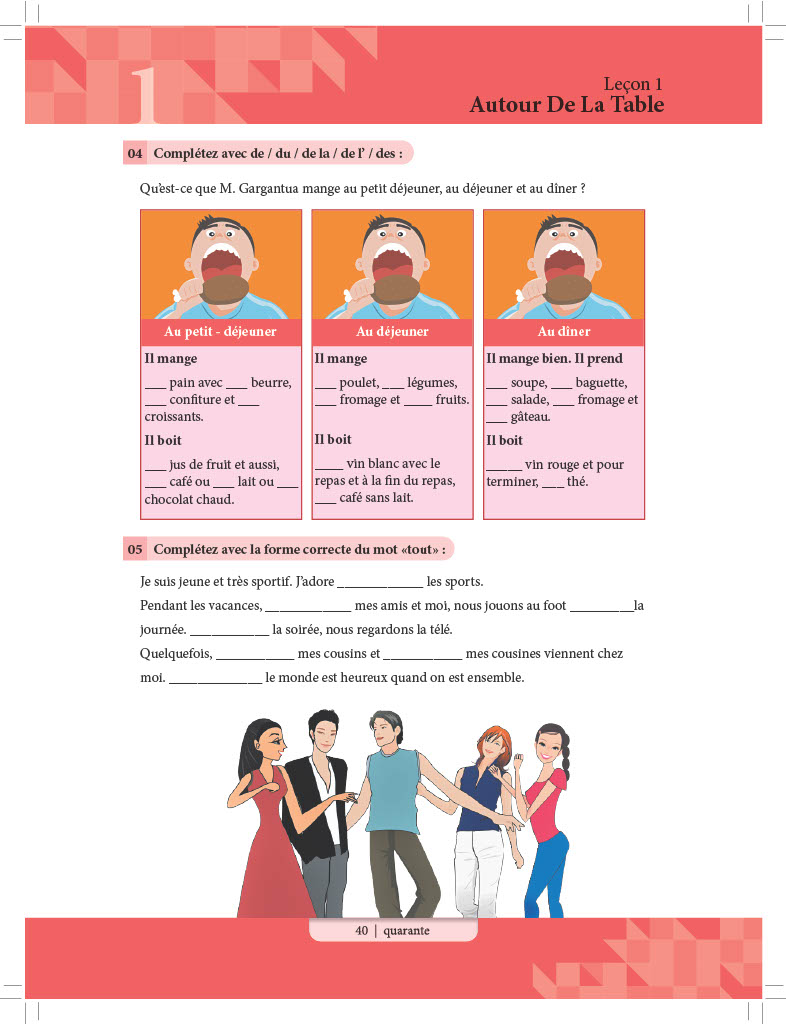 1
Leçon 1
Autour De La Table
04 Complétez avec de / du / de la / de l’ / des :
Qu’est-ce que M. Gargantua mange au petit déjeuner, au déjeuner et au dîner ?
Au petit - déjeuner
Il mange
___ pain avec ___ beurre,
___ confiture et ___
croissants.
Il boit
___ jus de fruit et aussi,
___ café ou ___ lait ou ___
chocolat chaud.
Au déjeuner
Il mange
___ poulet, ___ légumes,
___ fromage et ____ fruits.
Il boit
____ vin blanc avec le
repas et à la fin du repas,
___ café sans lait.
Au dîner
Il mange bien. Il prend
___ soupe, ___ baguette,
___ salade, ___ fromage et
___ gâteau.
Il boit
_____ vin rouge et pour
terminer, ___ thé.
05 Complétez avec la forme correcte du mot «tout» :
Je suis jeune et très sportif. J’adore ____________ les sports.
Pendant les vacances, ____________ mes amis et moi, nous jouons au foot _________la
journée. ___________ la soirée, nous regardons la télé.
Quelquefois, ___________ mes cousins et ___________ mes cousines viennent chez
moi. _____________ le monde est heureux quand on est ensemble.
40 | quarante